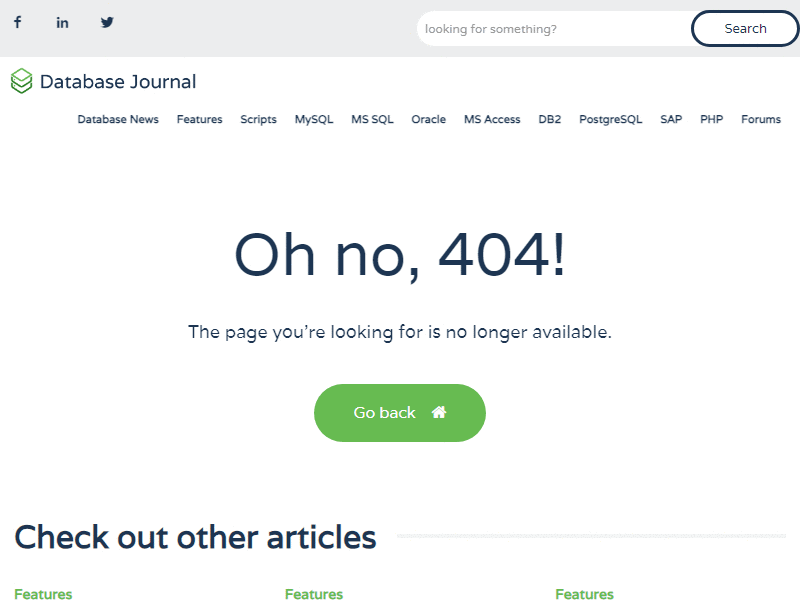 looking for something?
Search
Database Journal
Database News Features Scripts MySQL MS SQL Oracle MS Access DB2 PostgreSQL SAP PHP Forums
Oh no, 404!
The page you're looking for is no longer available.
Go back
Check out other articles
Features Features Features